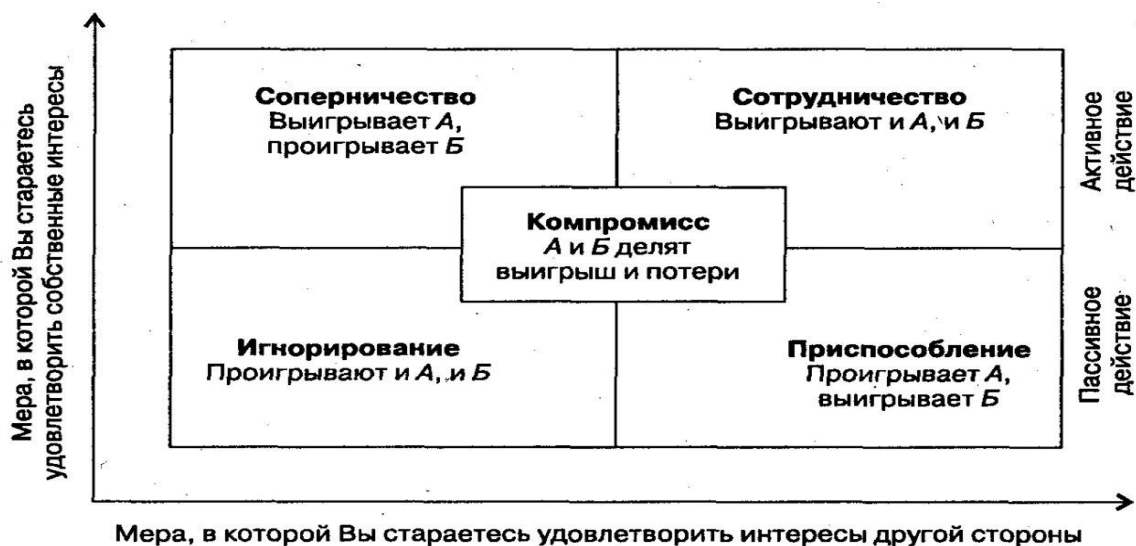 Мера, в которой Вы стараетесь
удовлетворить собственные интересы
Соперничество
Выигрывает А,
проигрывает Б
Сотрудничество
Выигрывают и А, и Б
Компромисс
А и Б делят
выигрыш и потери
Игнорирование
Проигрывают и А, и Б
Приспособление
Проигрывает А,
выигрывает Б
Активное
действие
Пассивное
действие
Мера, в которой Вы стараетесь удовлетворить интересы другой стороны